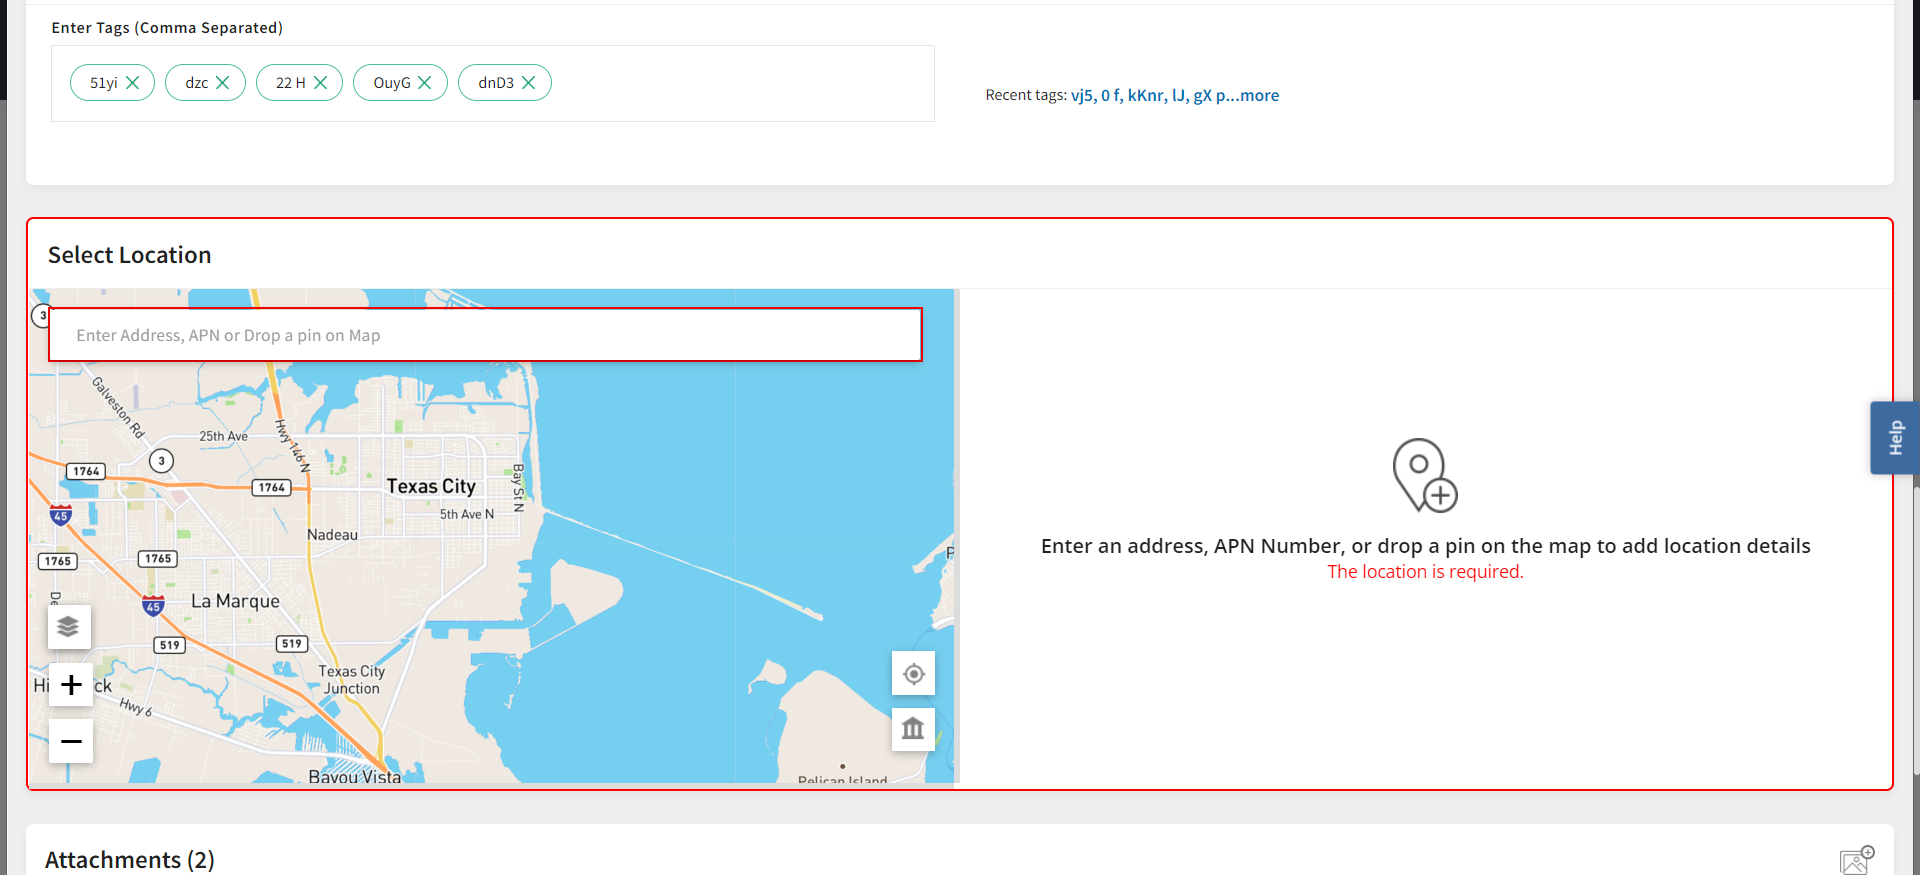 Enter Tags (Comma Separated)
51yi
dzc
22 H
OuyG
dnD3
Recent tags: vj5, 0 f, kKnr, lJ, gX p...more
Select Location
3
Enter Address, APN or Drop a pin on Map
Galveston Rd
25th Ave
Hwy 146 N
3
1764
1764
Texas City
Bay St N
5th Ave N
45
Nadeau
1765
1765
45
La Marque
519
519
Texas City
Junction
Hwy 6
Bayou Vista
Pelican Island
Enter an address, APN Number, or drop a pin on the map to add location details
The location is required.
Help
Attachments (2)